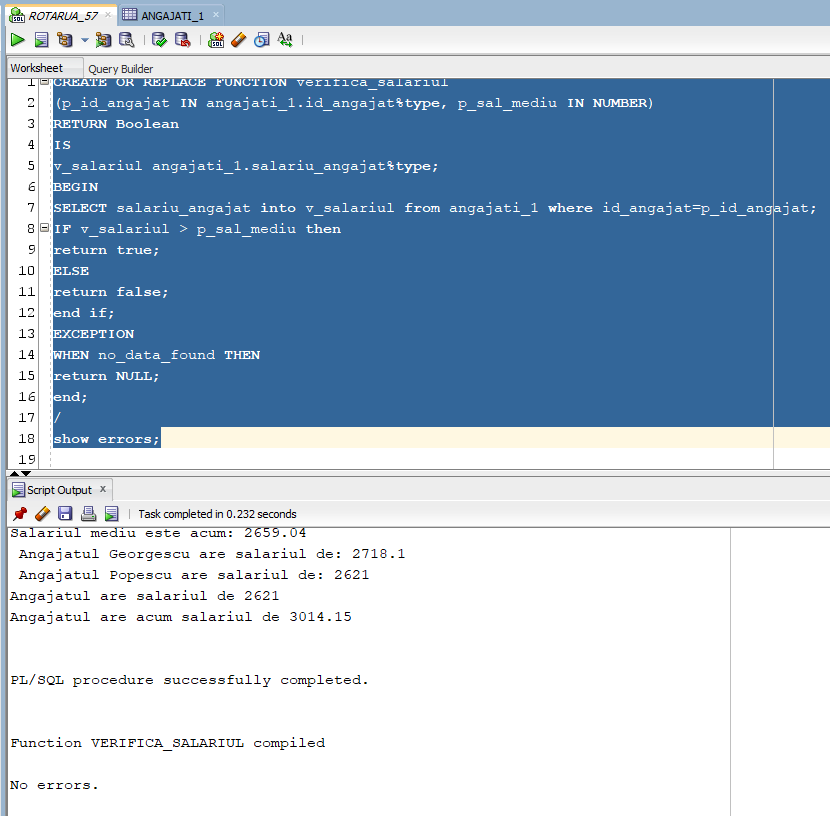 ROTARUA_57
ANGAJATI_1
Worksheet
Query Builder
1 CREATE OR REPLACE FUNCTION verifica_salariul
2 (p_id_angajat IN angajati_1.id_angajat%type, p_sal_mediu IN NUMBER)
3 RETURN Boolean
4 IS
5 v_salariul angajati_1.salariu_angajat%type;
6 BEGIN
7 SELECT salariu_angajat into v_salariul from angajati_1 where id_angajat=p_id_angajat;
8 IF v_salariul > p_sal_mediu then
9 return true;
10 ELSE
11 return false;
12 end if;
13 EXCEPTION
14 WHEN no_data_found THEN
15 return NULL;
16 end;
17 /
18 show errors;
19
Script Output x
Task completed in 0.232 seconds
Salariul mediu este acum: 2659.04
Angajatul Georgescu are salariul de: 2718.1
Angajatul Popescu are salariul de: 2621
Angajatul are salariul de 2621
Angajatul are acum salariul de 3014.15
PL/SQL procedure successfully completed.
Function VERIFICA_SALARIUL compiled
No errors.